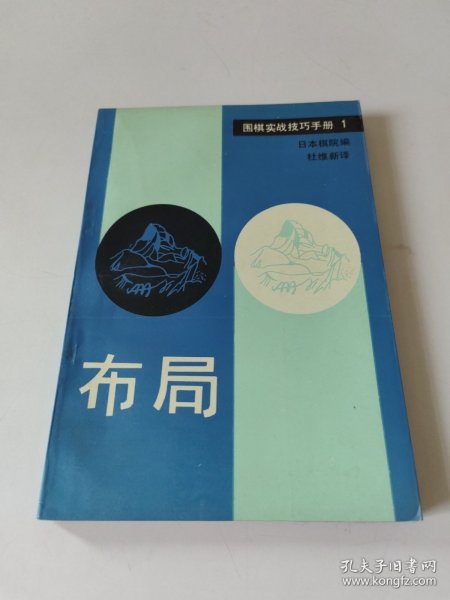 围棋实战技巧手册 1
日本棋院编
杜维新译
布局
孔夫子旧书网
www.kongfz.com